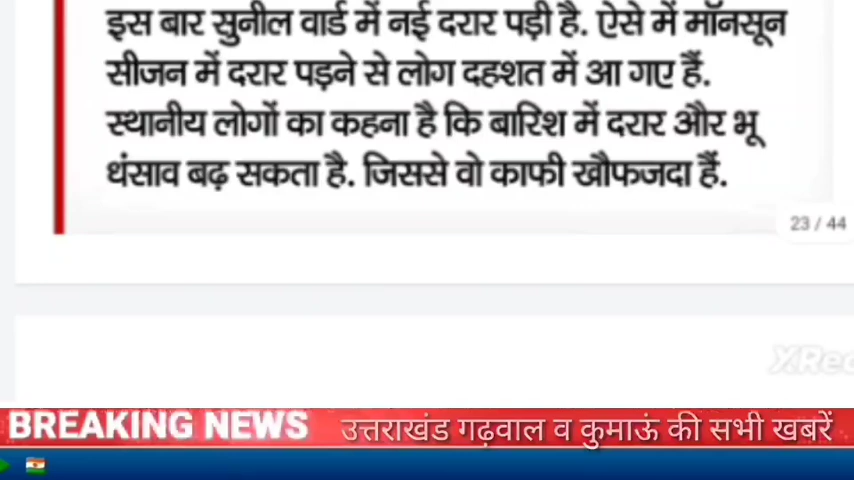 इस बार सुनील वार्ड में नई दरार पड़ी है. ऐसे में मॉनसून
सीजन में दरार पड़ने से लोग दहशत में आ गए हैं.
स्थानीय लोगों का कहना है कि बारिश में दरार और भू
धंसाव बढ़ सकता है. जिससे वो काफी खौफजदा हैं.
23 / 44
XRec
BREAKING NEWS उत्तराखंड गढ़वाल व कुमाऊं की सभी खबरें